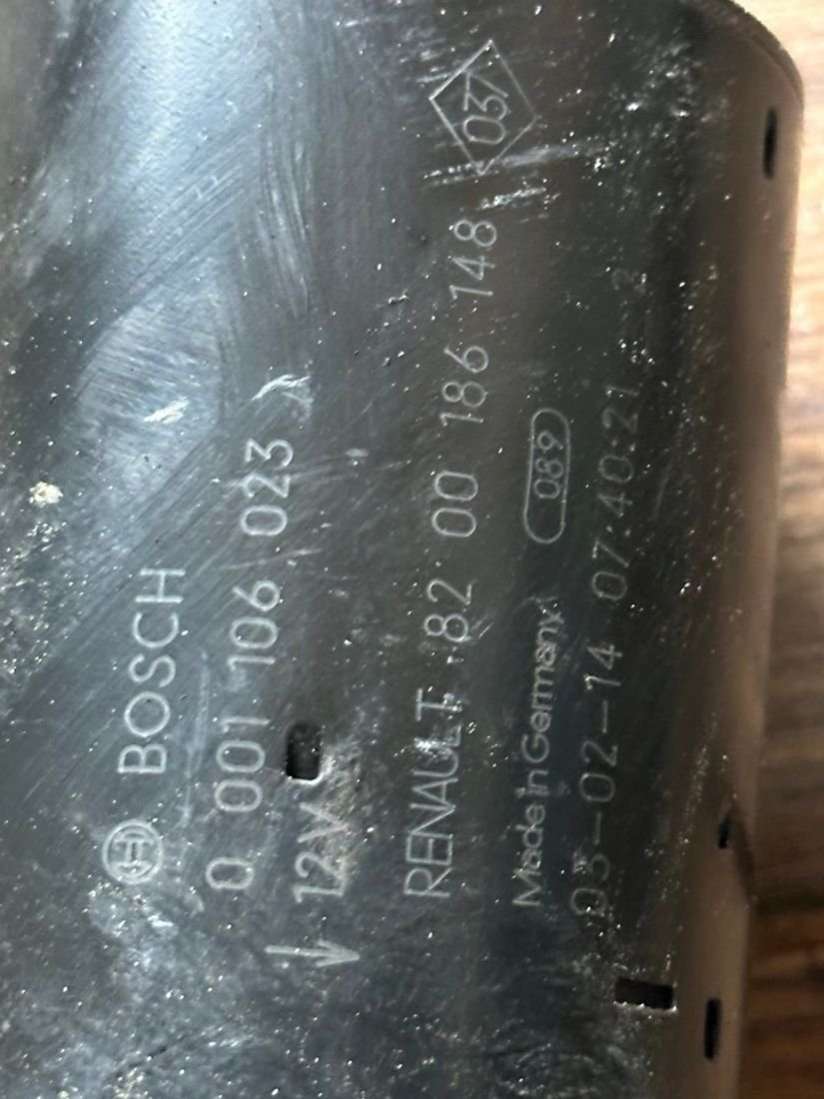 BOSCH
0 001 106 023
12V
RENAULT 82 00 186 148
037
Made in Germany
089
03-02-14 07:40:21